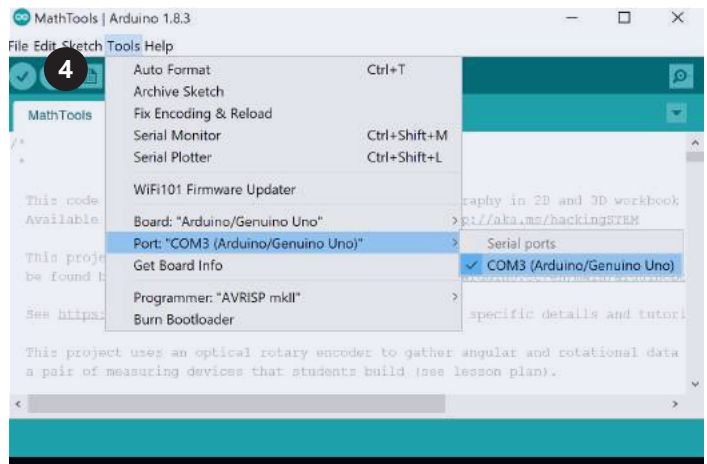 MathTools | Arduino 1.8.3
File Edit Sketch Tools Help
4
Auto Format Ctrl+T
Archive Sketch
MathTools Fix Encoding & Reload
/*
Serial Monitor Ctrl+Shift+M
*
Serial Plotter Ctrl+Shift+L
WiFi101 Firmware Updater
This code raphy in 2D and 3D workbook
Available Board: "Arduino/Genuino Uno" > p://aka.ms/hackingSTEM
Port: "COM3 (Arduino/Genuino Uno)" > Serial ports
This proje
Get Board Info ✓ COM3 (Arduino/Genuino Uno)
be found b
Programmer: "AVRISP mkII" >
See https: specific details and tutori
Burn Bootloader
This project uses an optical rotary encoder to gather angular and rotational data
a pair of measuring devices that students build (see lesson plan).